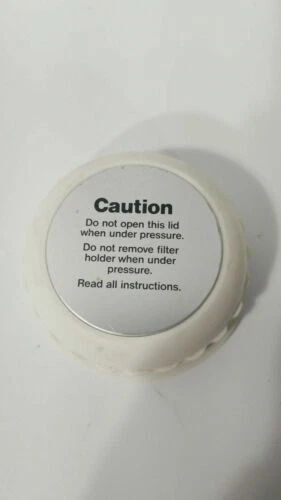 Caution
Do not open this lid
when under pressure.
Do not remove filter
holder when under
pressure.
Read all instructions.